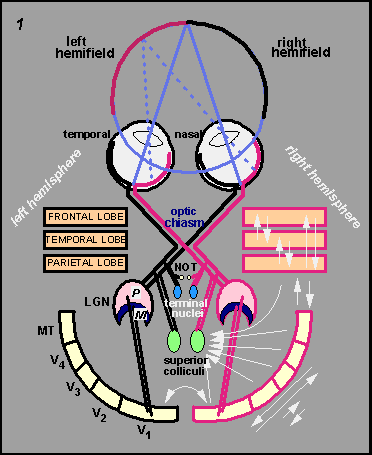 1
left
hemifield
right
hemifield
temporal
nasal
left hemisphere
right hemisphere
optic
chiasm
FRONTAL LOBE
TEMPORAL LOBE
PARIETAL LOBE
NOT
LGN
P
M
terminal
nuclei
MT
superior
colliculi
V4
V3
V2
V1